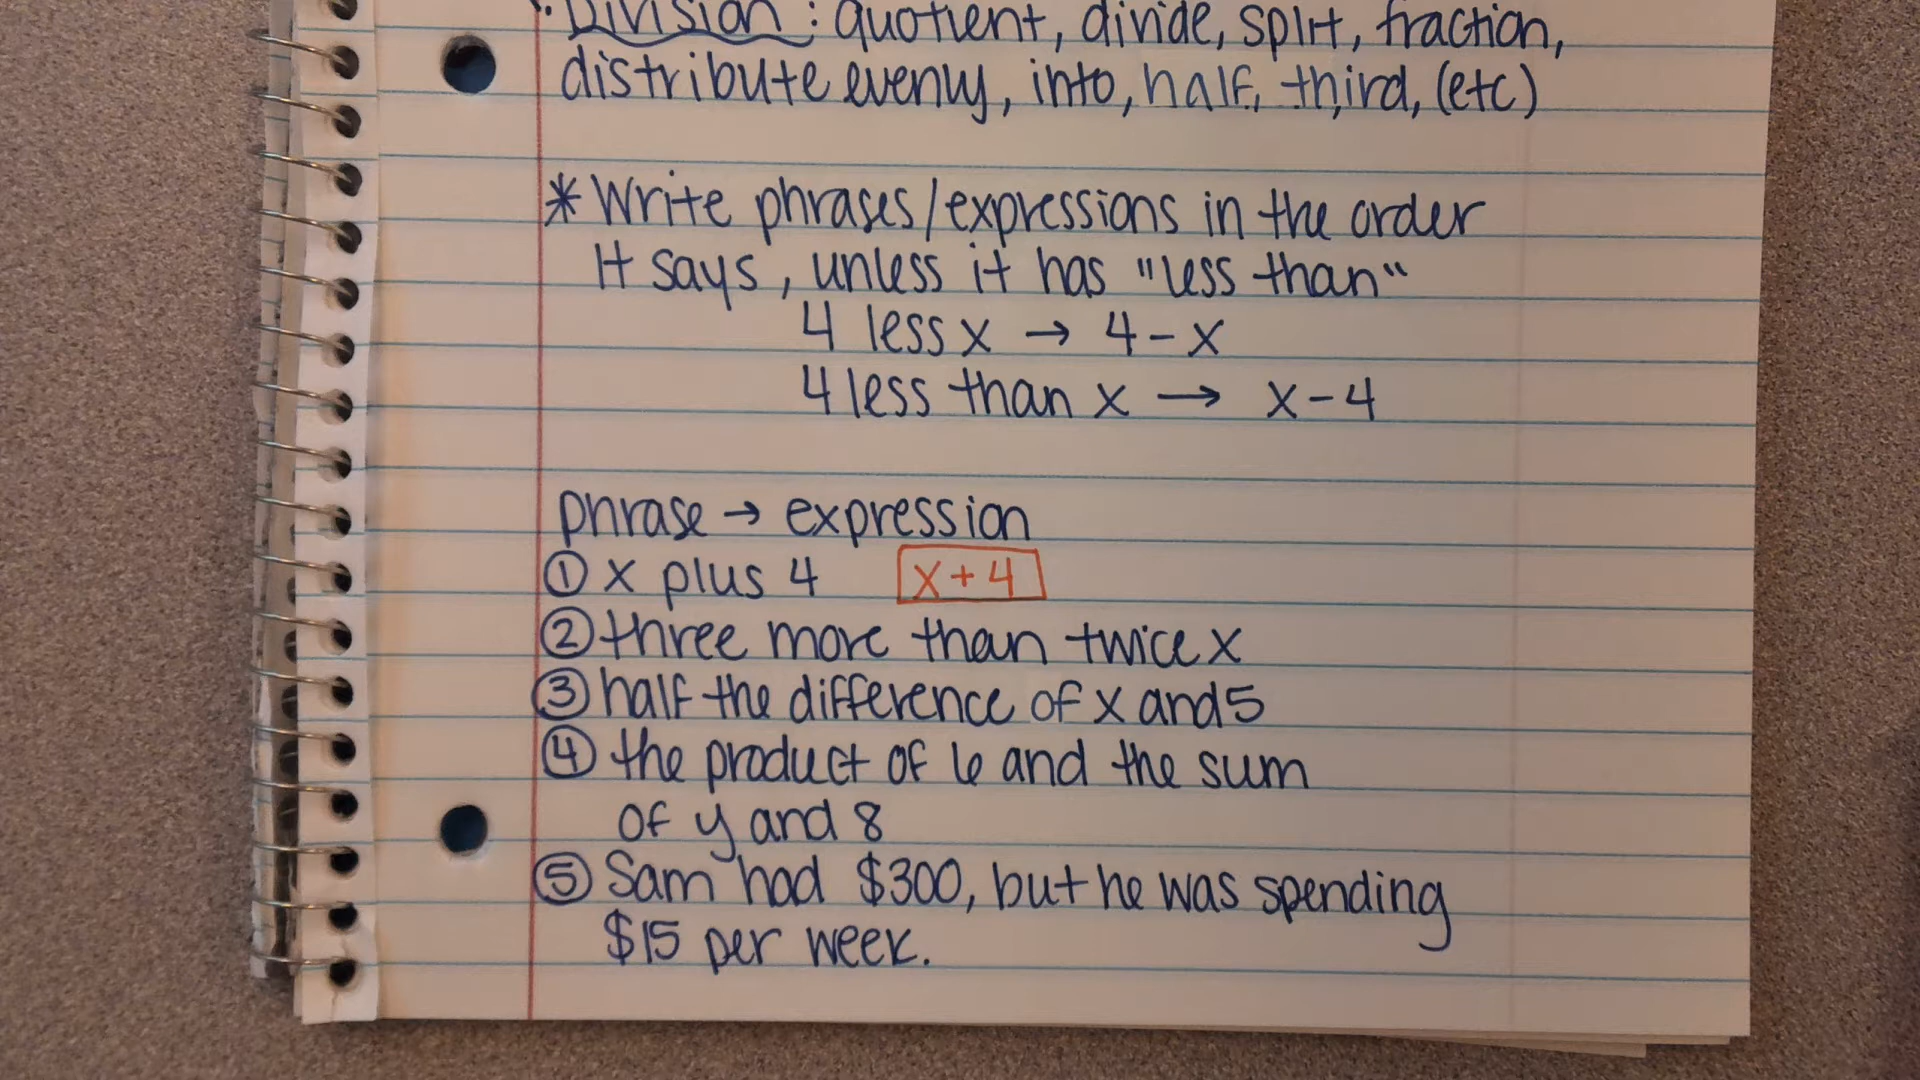 Division: quotient, divide, split, fraction,
distribute evenly, into, half, third, (etc)
* Write phrases/expressions in the order
it says, unless it has "less than"
4 less x → 4 - x
4 less than x → x - 4
phrase → expression
① x plus 4 x + 4
② three more than twice x
③ half the difference of x and 5
④ the product of 6 and the sum
of y and 8
⑤ Sam had $300, but he was spending
$15 per week.